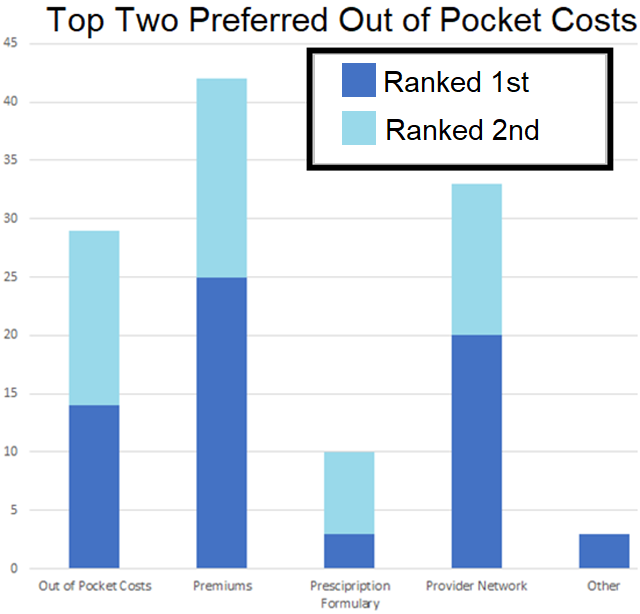 Top Two Preferred Out of Pocket Costs
45
Ranked 1st
40
Ranked 2nd
35
30
25
20
15
10
5
0
Out of Pocket Costs Premiums Prescipription Formulary Provider Network Other